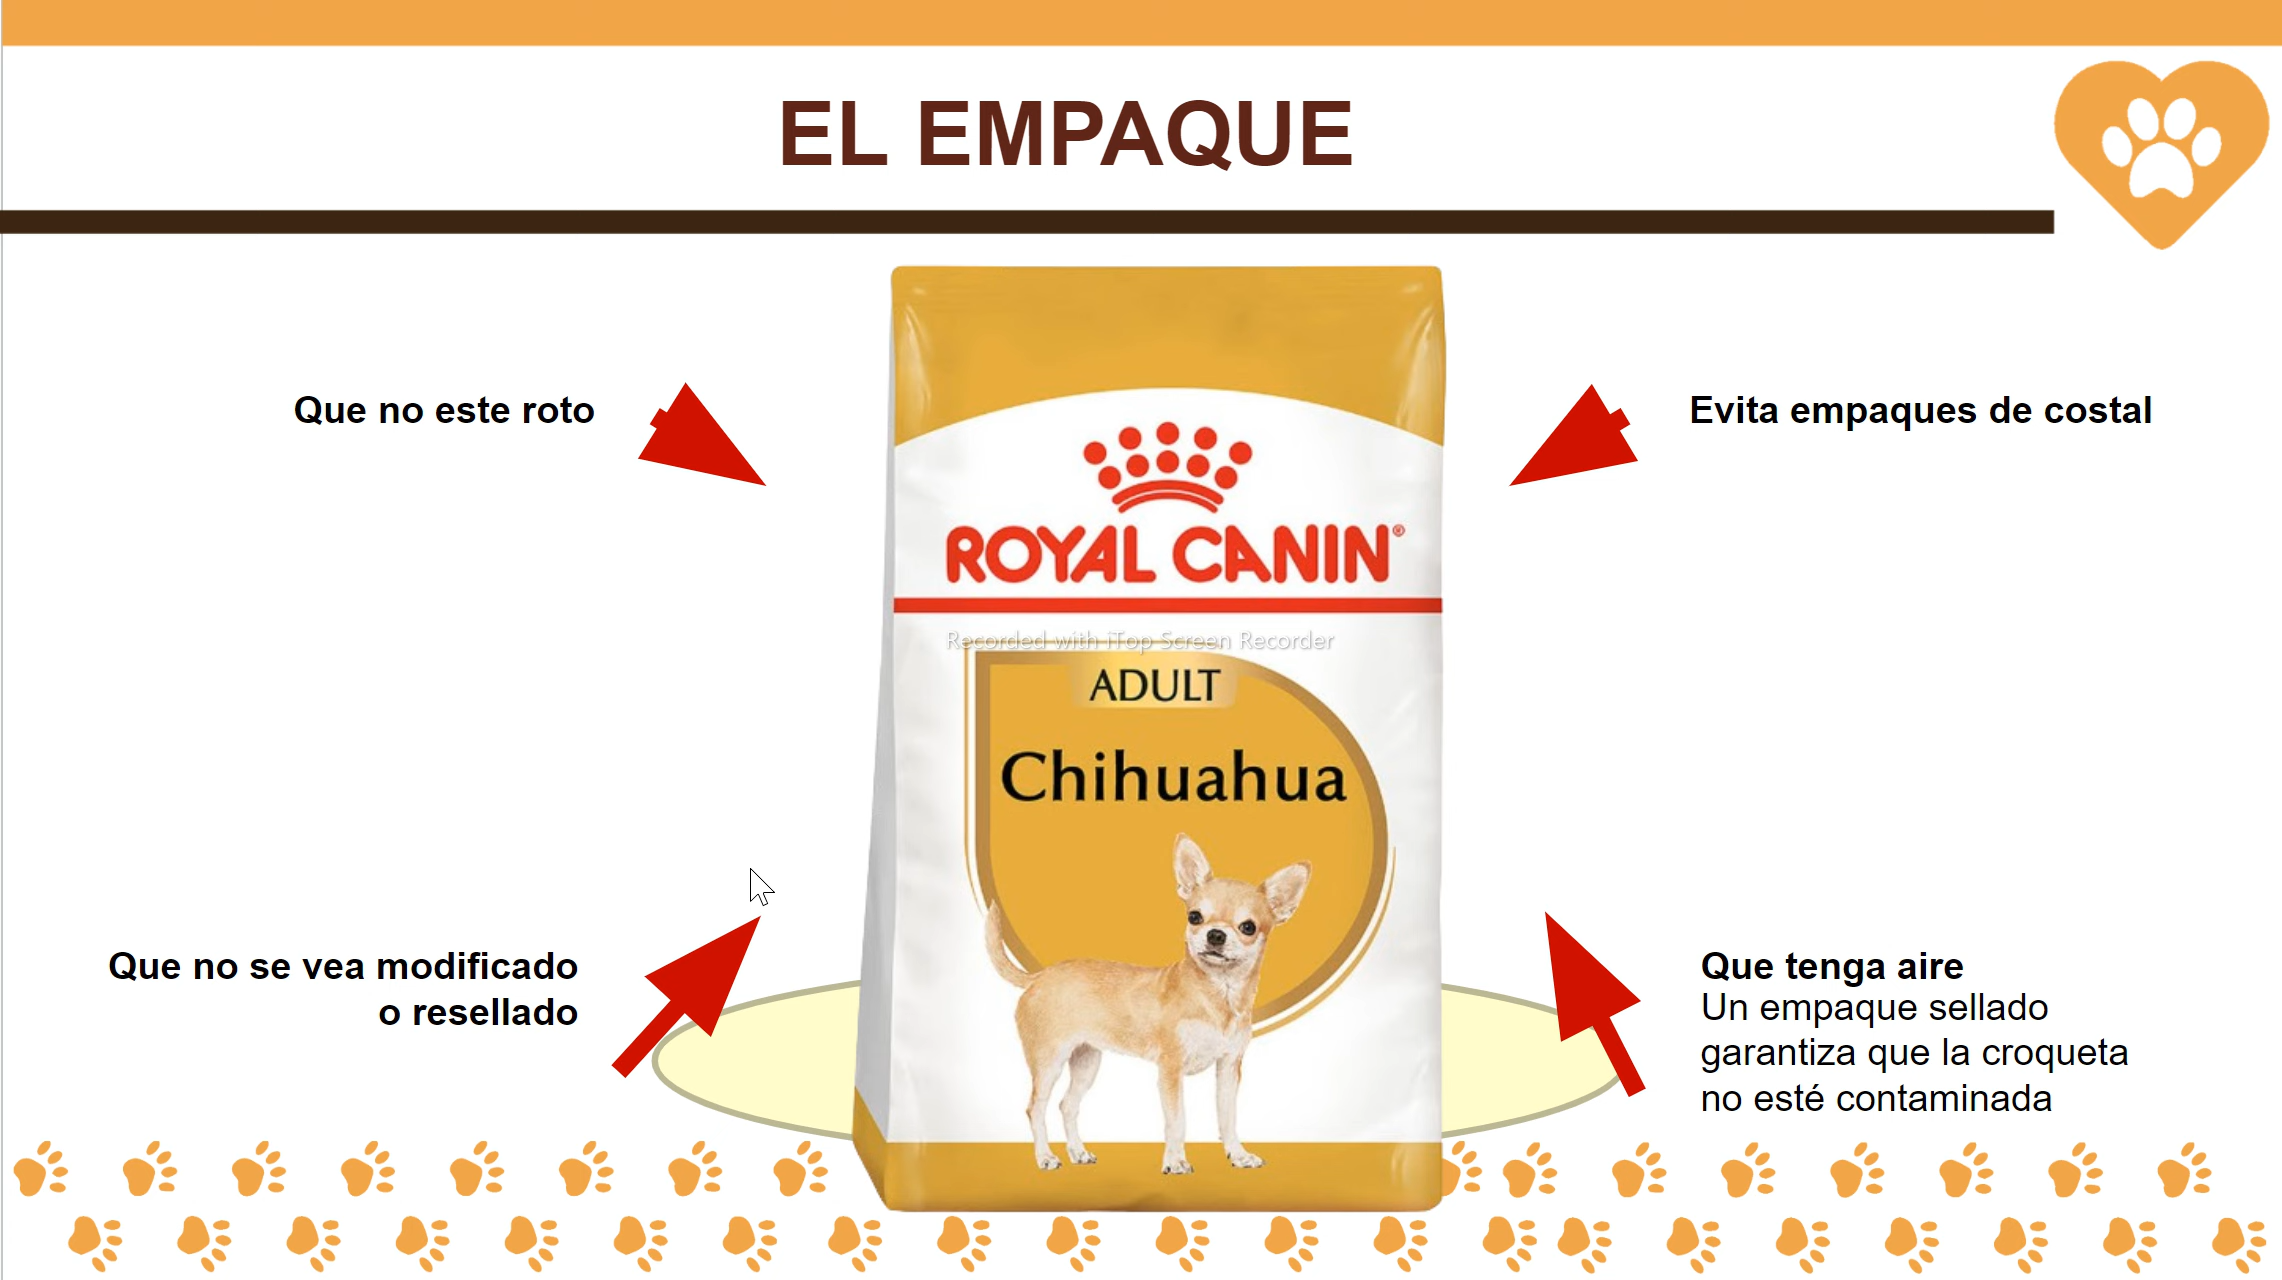 EL EMPAQUE
Que no este roto
Evita empaques de costal
ROYAL CANIN®
Recorded with iTop Screen Recorder
ADULT
Chihuahua
Que no se vea modificado
o resellado
Que tenga aire
Un empaque sellado
garantiza que la croqueta
no esté contaminada